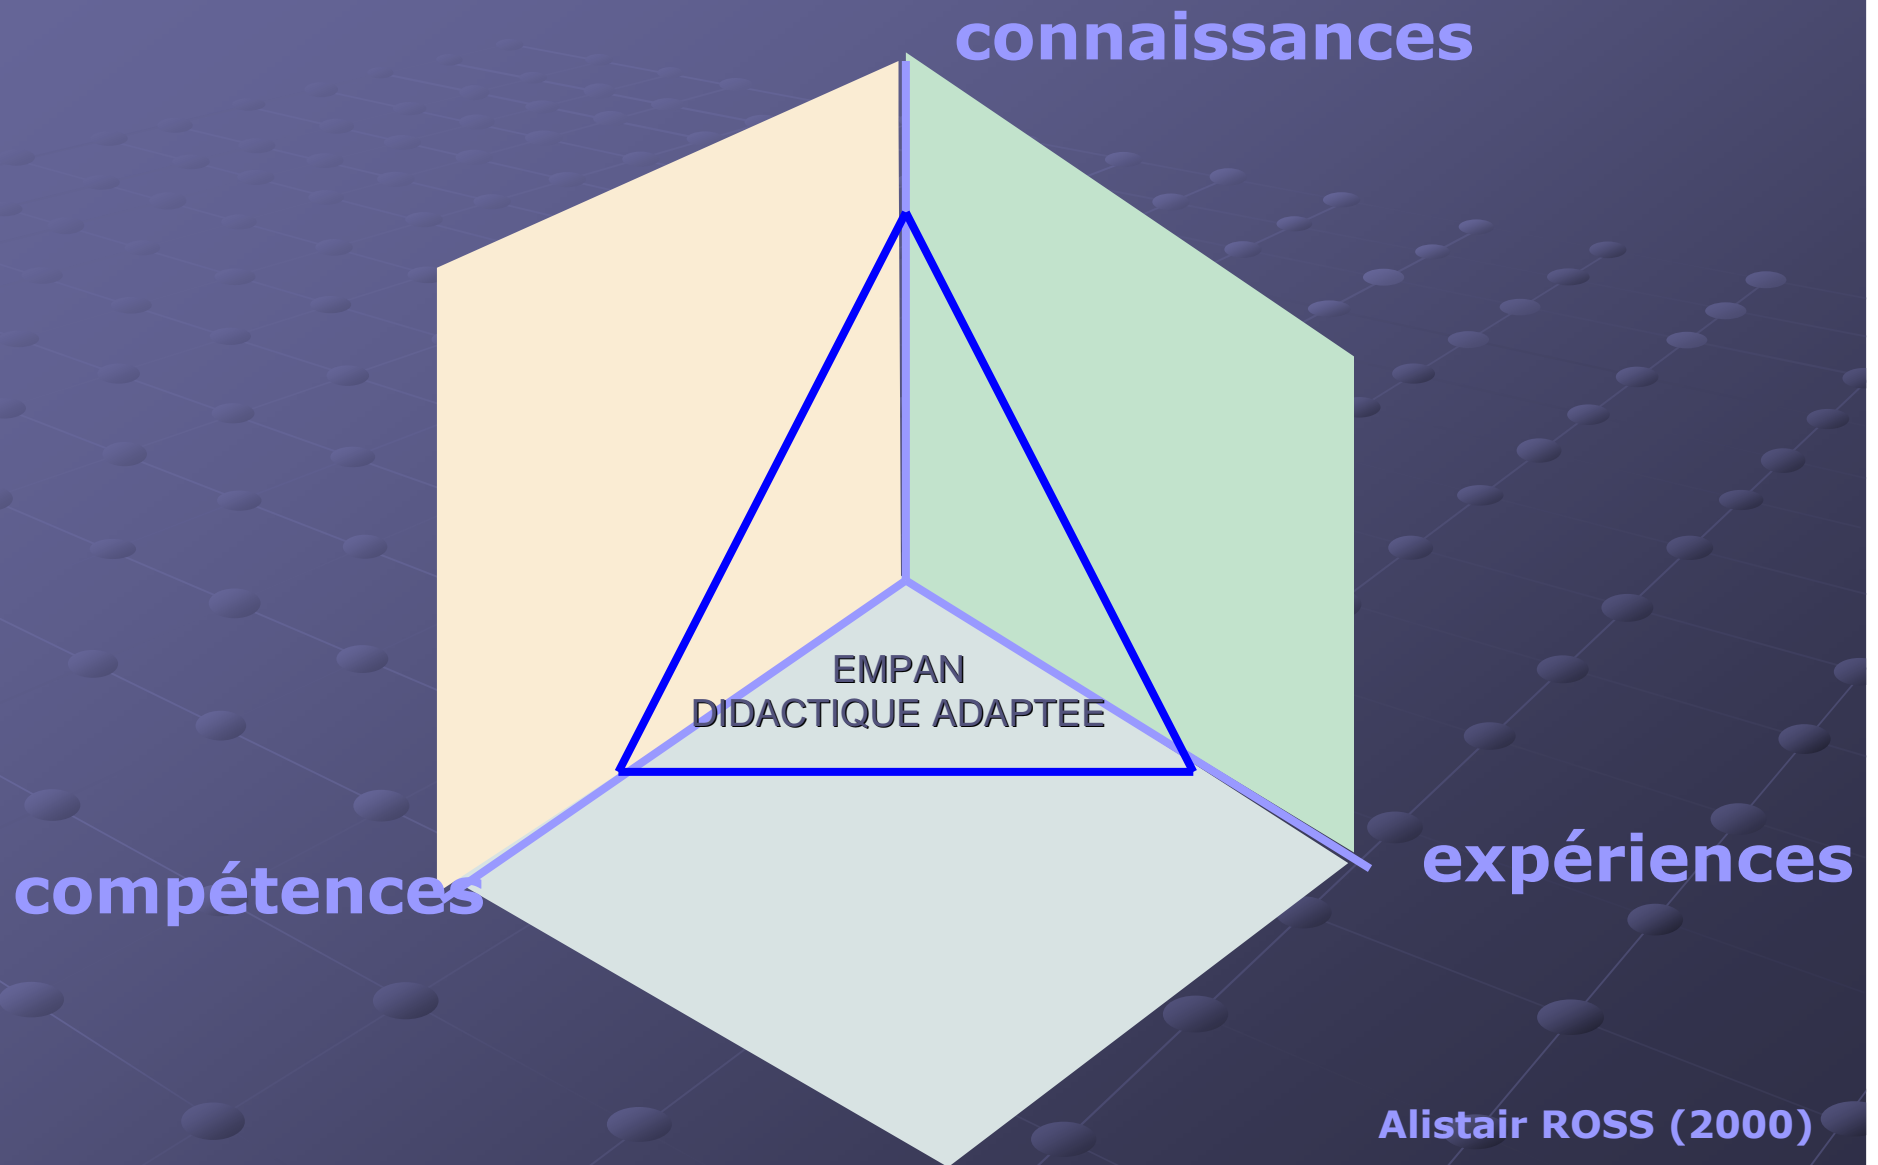 connaissances
EMPAN
DIDACTIQUE ADAPTEE
expériences
compétences
Alistair ROSS (2000)